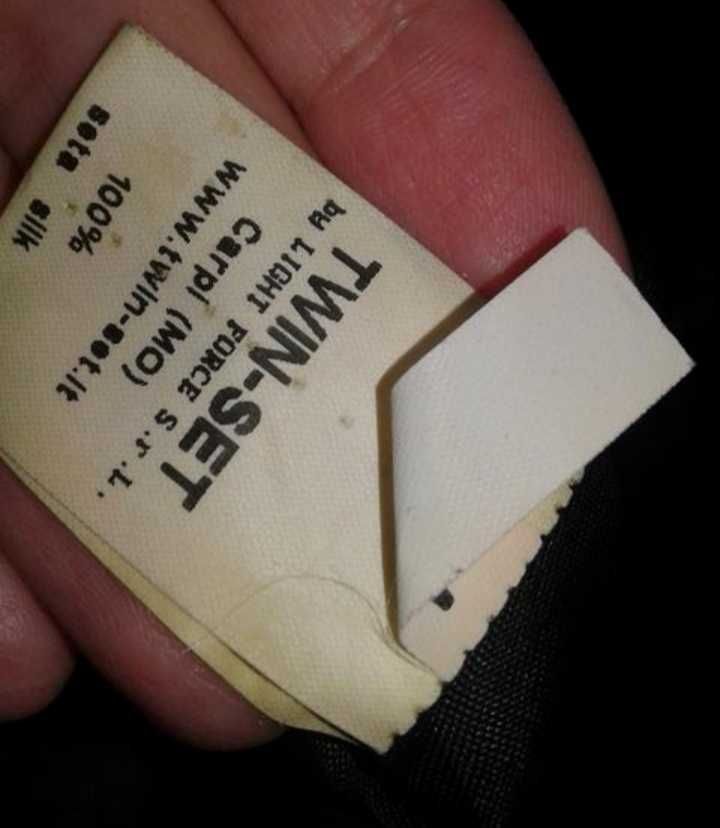 TWIN-SET
by LIGHT FORCE S.r.L.
Carpi (MO)
www.twin-set.it
100%
seta silk